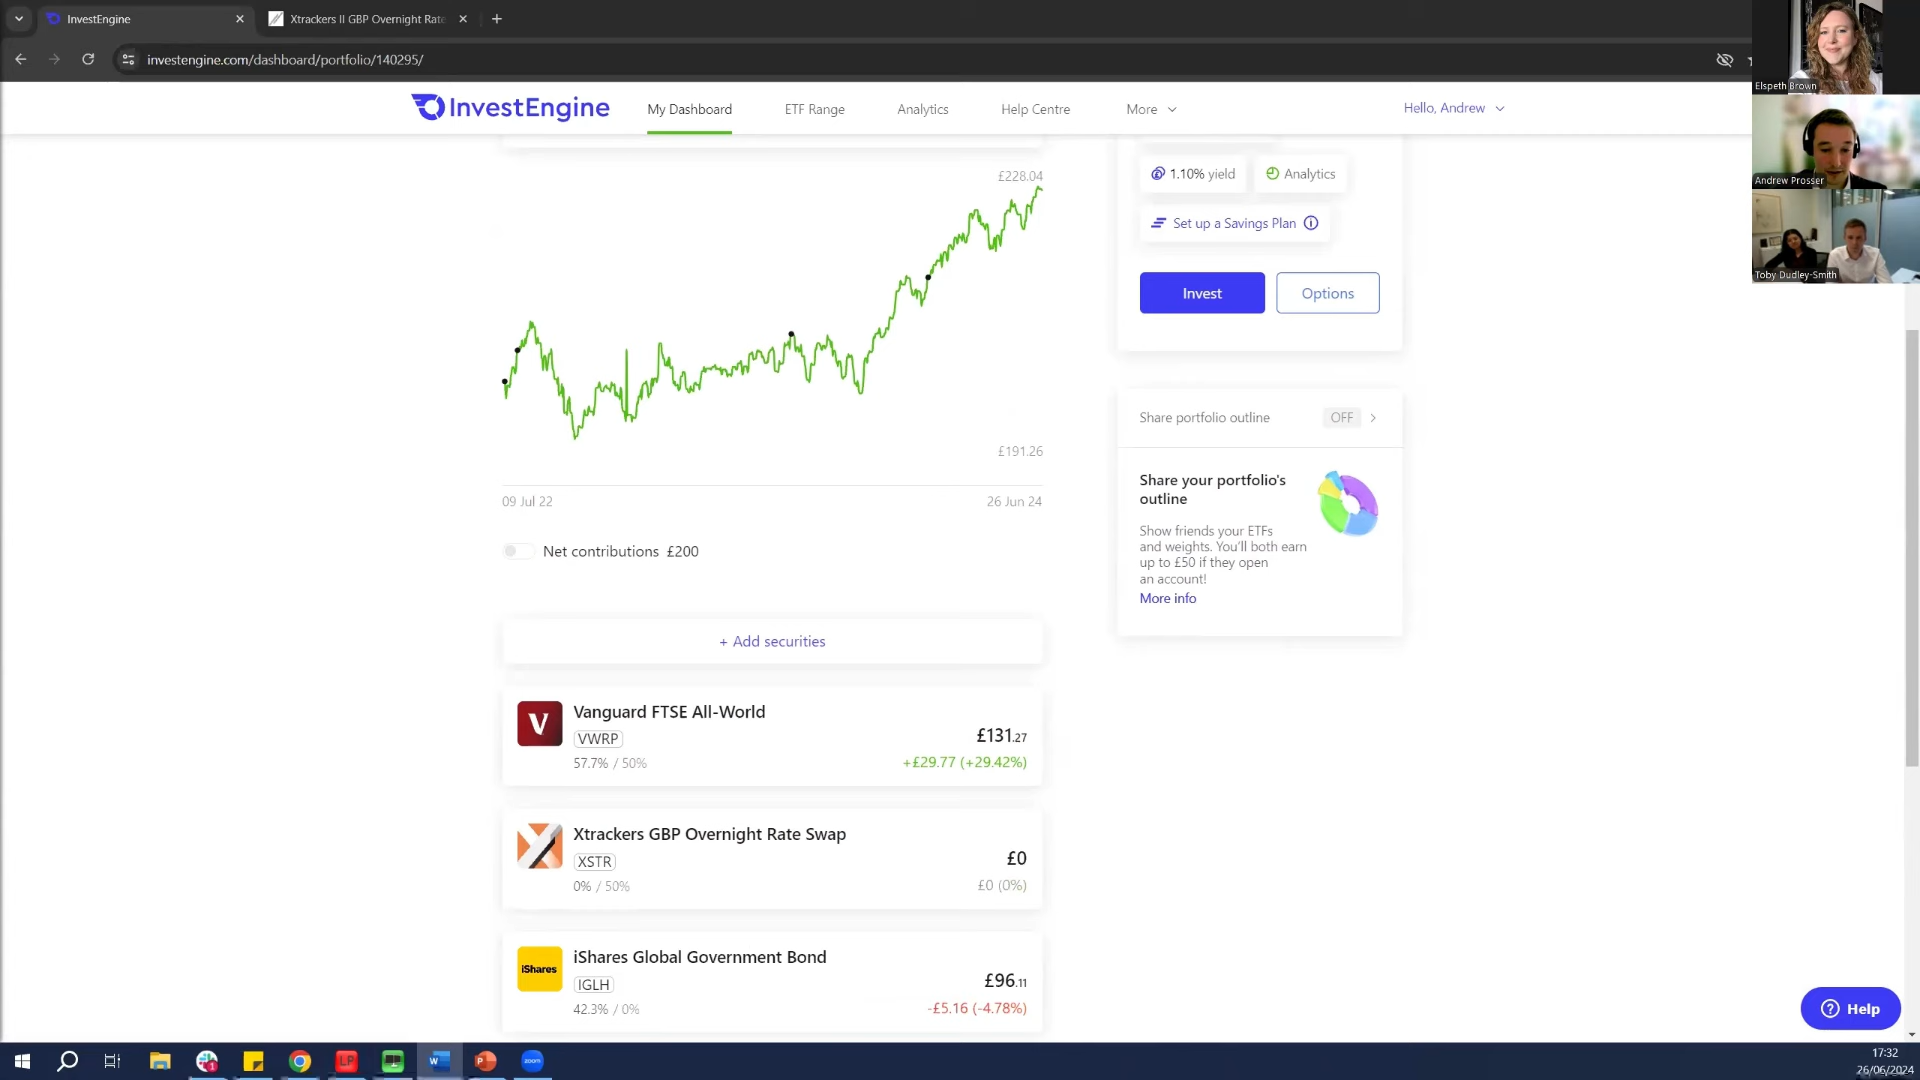 InvestEngine
Xtrackers II GBP Overnight Rate
investengine.com/dashboard/portfolio/140295/
InvestEngine
My Dashboard
ETF Range
Analytics
Help Centre
More
Hello, Andrew
Elspeth Brown
Andrew Prosser
Toby Dudley-Smith
£228.04
£191.26
09 Jul 22
26 Jun 24
Net contributions £200
+ Add securities
V
Vanguard FTSE All-World
VWRP
57.7% / 50%
£131.27
+£29.77 (+29.42%)
Xtrackers GBP Overnight Rate Swap
XSTR
0% / 50%
£0
£0 (0%)
iShares
iShares Global Government Bond
IGLH
42.3% / 0%
£96.11
-£5.16 (-4.78%)
1.10% yield
Analytics
Set up a Savings Plan
Invest
Options
Share portfolio outline
OFF
Share your portfolio's
outline
Show friends your ETFs
and weights. You'll both earn
up to £50 if they open
an account!
More info
Help
17:32
26/06/2024